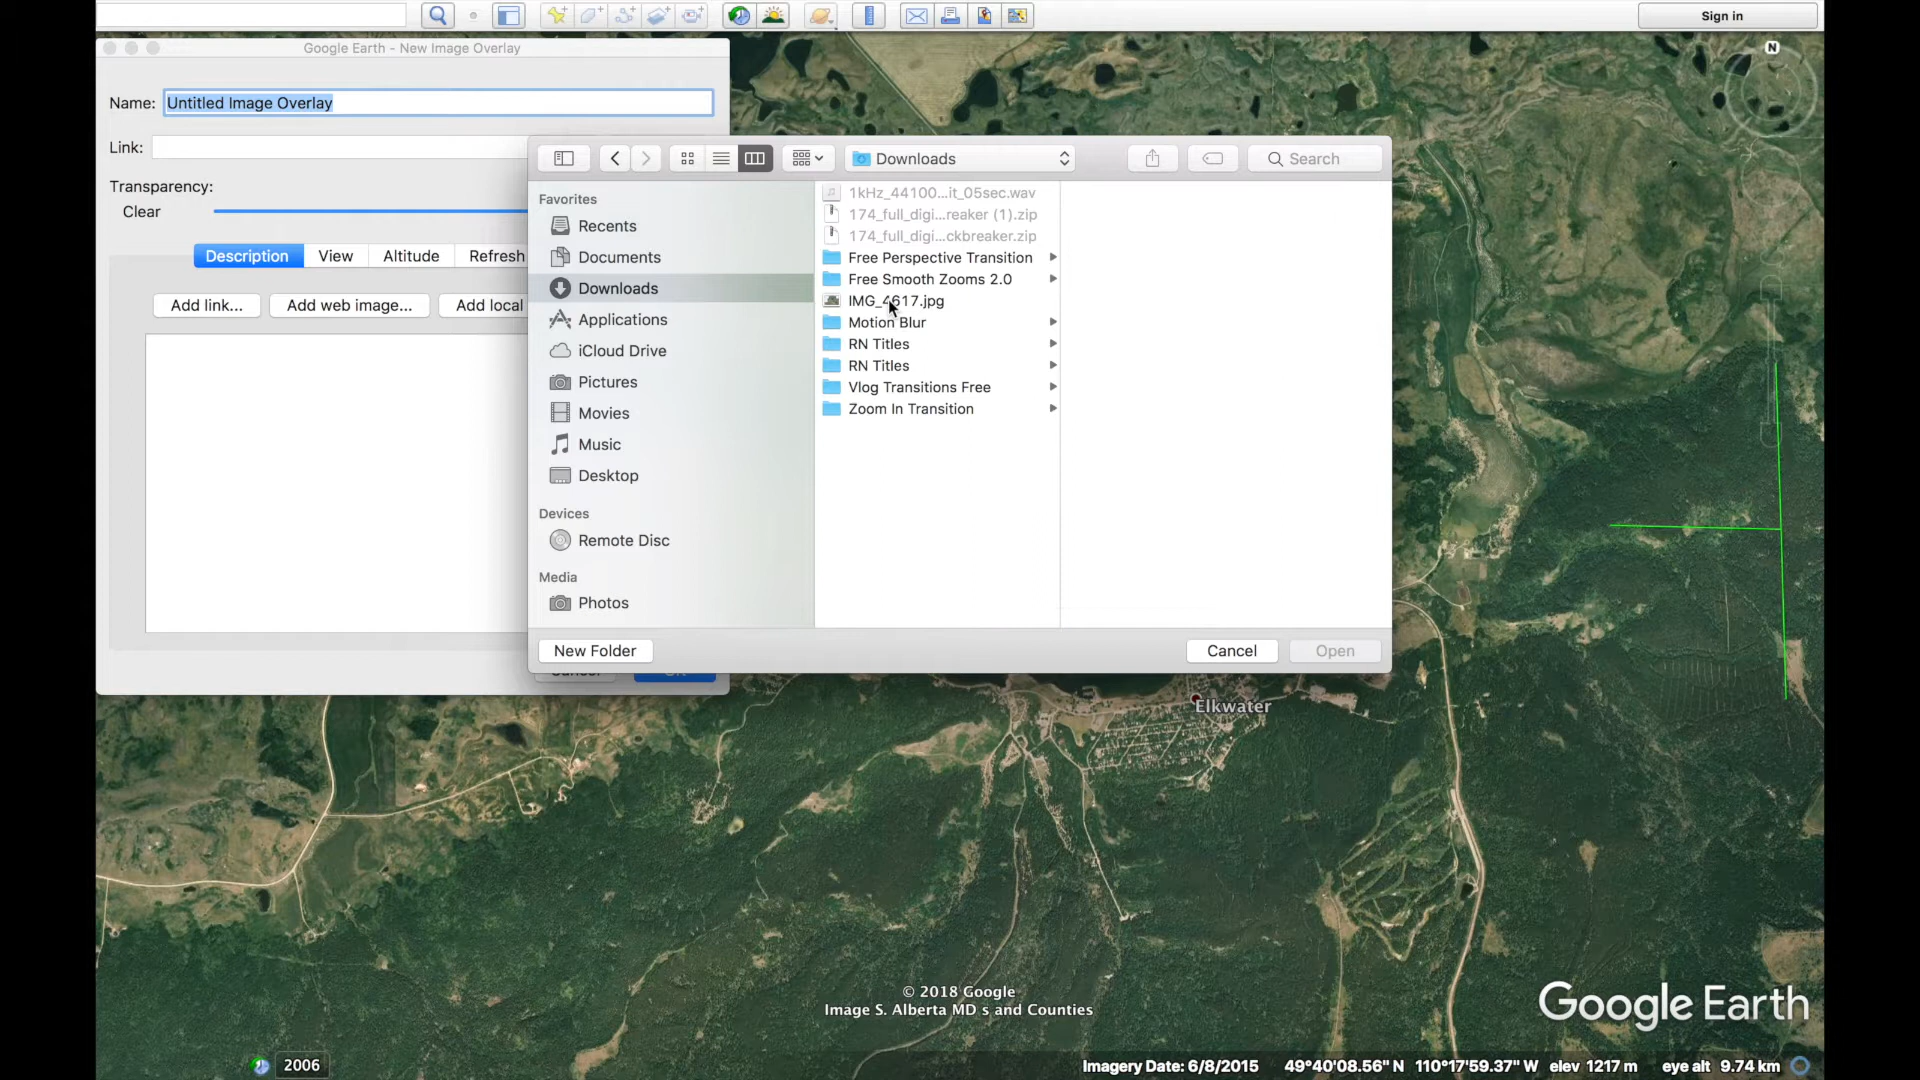 Sign in
Google Earth - New Image Overlay
N
Name: Untitled Image Overlay
Link:
Transparency:
Clear
Description View Altitude Refresh
Add link... Add web image... Add local
Downloads
Search
Favorites
Recents
Documents
Downloads
Applications
iCloud Drive
Pictures
Movies
Music
Desktop
Devices
Remote Disc
Media
Photos
1kHz_44100...it_05sec.wav
174_full_digi...reaker (1).zip
174_full_digi...ckbreaker.zip
Free Perspective Transition
Free Smooth Zooms 2.0
IMG_4617.jpg
Motion Blur
RN Titles
RN Titles
Vlog Transitions Free
Zoom In Transition
New Folder
Cancel Open
Cancel OK
Elkwater
© 2018 Google
Image S. Alberta MD s and Counties
Google Earth
2006
Imagery Date: 6/8/2015 49°40'08.56" N 110°17'59.37" W elev 1217 m eye alt 9.74 km